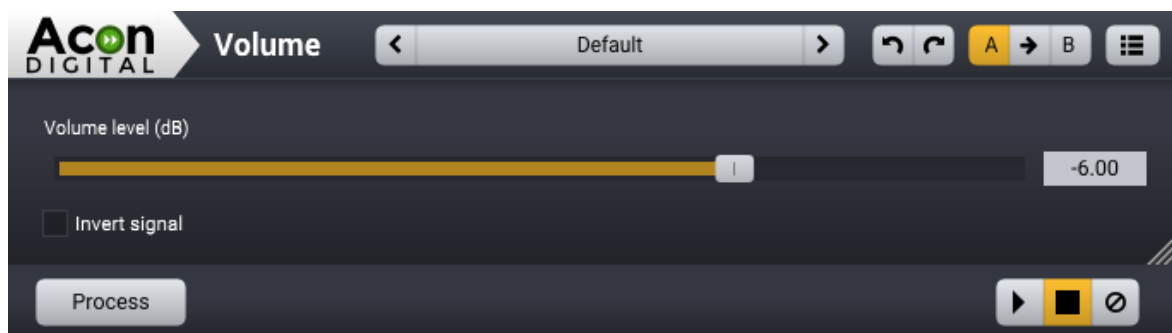 Acon
DIGITAL
Volume
Default
A
B
Volume level (dB)
-6.00
Invert signal
Process